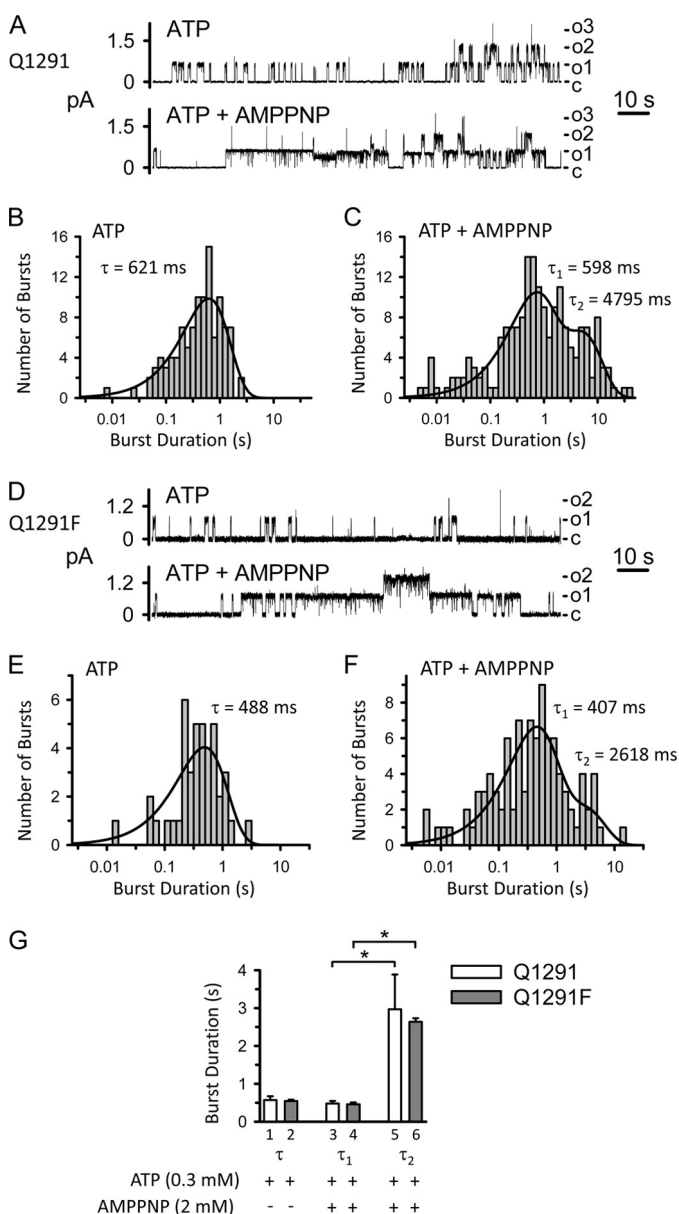 A
ATP
Q1291
1.5
0
-o3
-o2
-o1
-c
pA
10 s
ATP + AMPPNP
1.5
0
-o3
-o2
-o1
-c
B
ATP
τ = 621 ms
Number of Bursts
16
12
8
4
0
0.01 0.1 1 10
Burst Duration (s)
C
ATP + AMPPNP
τ1 = 598 ms
τ2 = 4795 ms
Number of Bursts
16
12
8
4
0
0.01 0.1 1 10
Burst Duration (s)
D
ATP
Q1291F
1.2
0
-o2
-o1
-c
pA
10 s
ATP + AMPPNP
1.2
0
-o2
-o1
-c
E
ATP
τ = 488 ms
Number of Bursts
6
4
2
0
0.01 0.1 1 10
Burst Duration (s)
F
ATP + AMPPNP
τ1 = 407 ms
τ2 = 2618 ms
Number of Bursts
8
6
4
2
0
0.01 0.1 1 10
Burst Duration (s)
G
* 
*
Q1291
Q1291F
Burst Duration (s)
4
3
2
1
0
1 2 3 4 5 6
τ τ1 τ2
ATP (0.3 mM) + + + + + +
AMPPNP (2 mM) - - + + + +